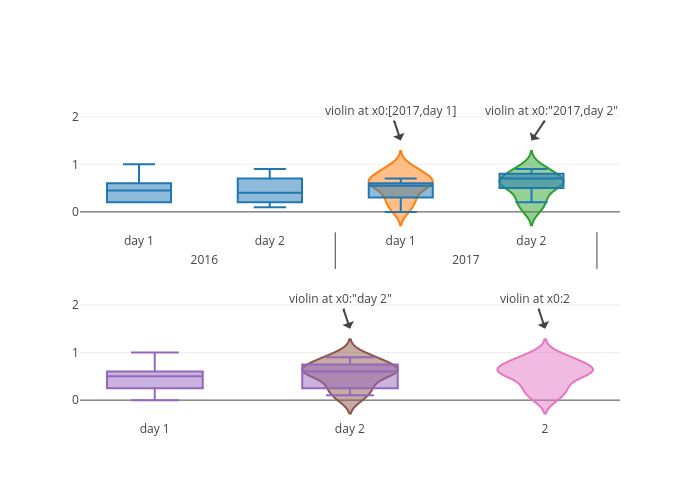 violin at x0:[2017,day 1] violin at x0:"2017,day 2"
2
1
0
day 1 day 2 day 1 day 2
2016 2017
violin at x0:"day 2" violin at x0:2
2
1
0
day 1 day 2 2